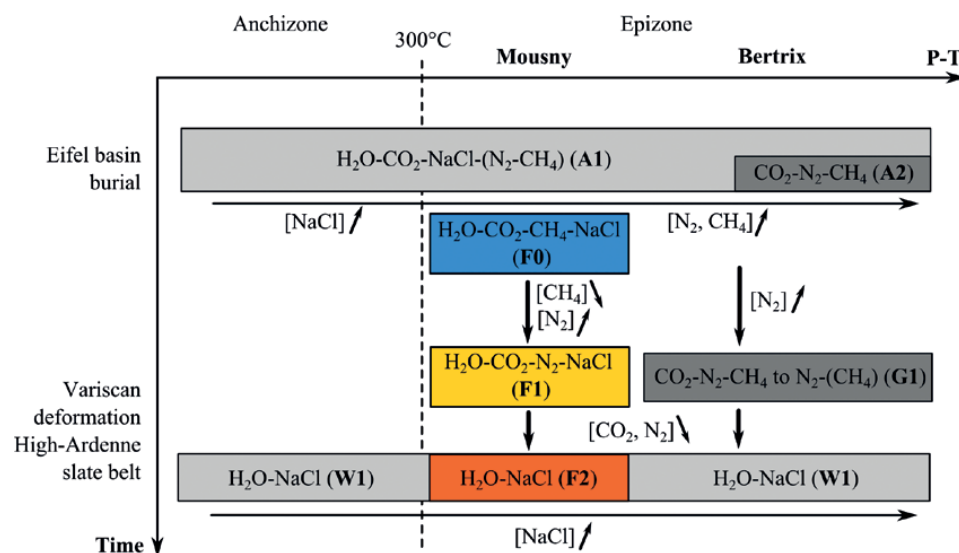 Anchizone
Epizone
300°C
Mousny
Bertrix
P-T
Eifel basin
burial
H₂O-CO₂-NaCl-(N₂-CH₄) (A1)
CO₂-N₂-CH₄ (A2)
[NaCl]
[N₂, CH₄]
H₂O-CO₂-CH₄-NaCl
(F0)
[CH₄]
[N₂]
[N₂]
H₂O-CO₂-N₂-NaCl
(F1)
CO₂-N₂-CH₄ to N₂-(CH₄) (G1)
Variscan
deformation
High-Ardenne
slate belt
[CO₂, N₂]
H₂O-NaCl (W1)
H₂O-NaCl (F2)
H₂O-NaCl (W1)
[NaCl]
Time